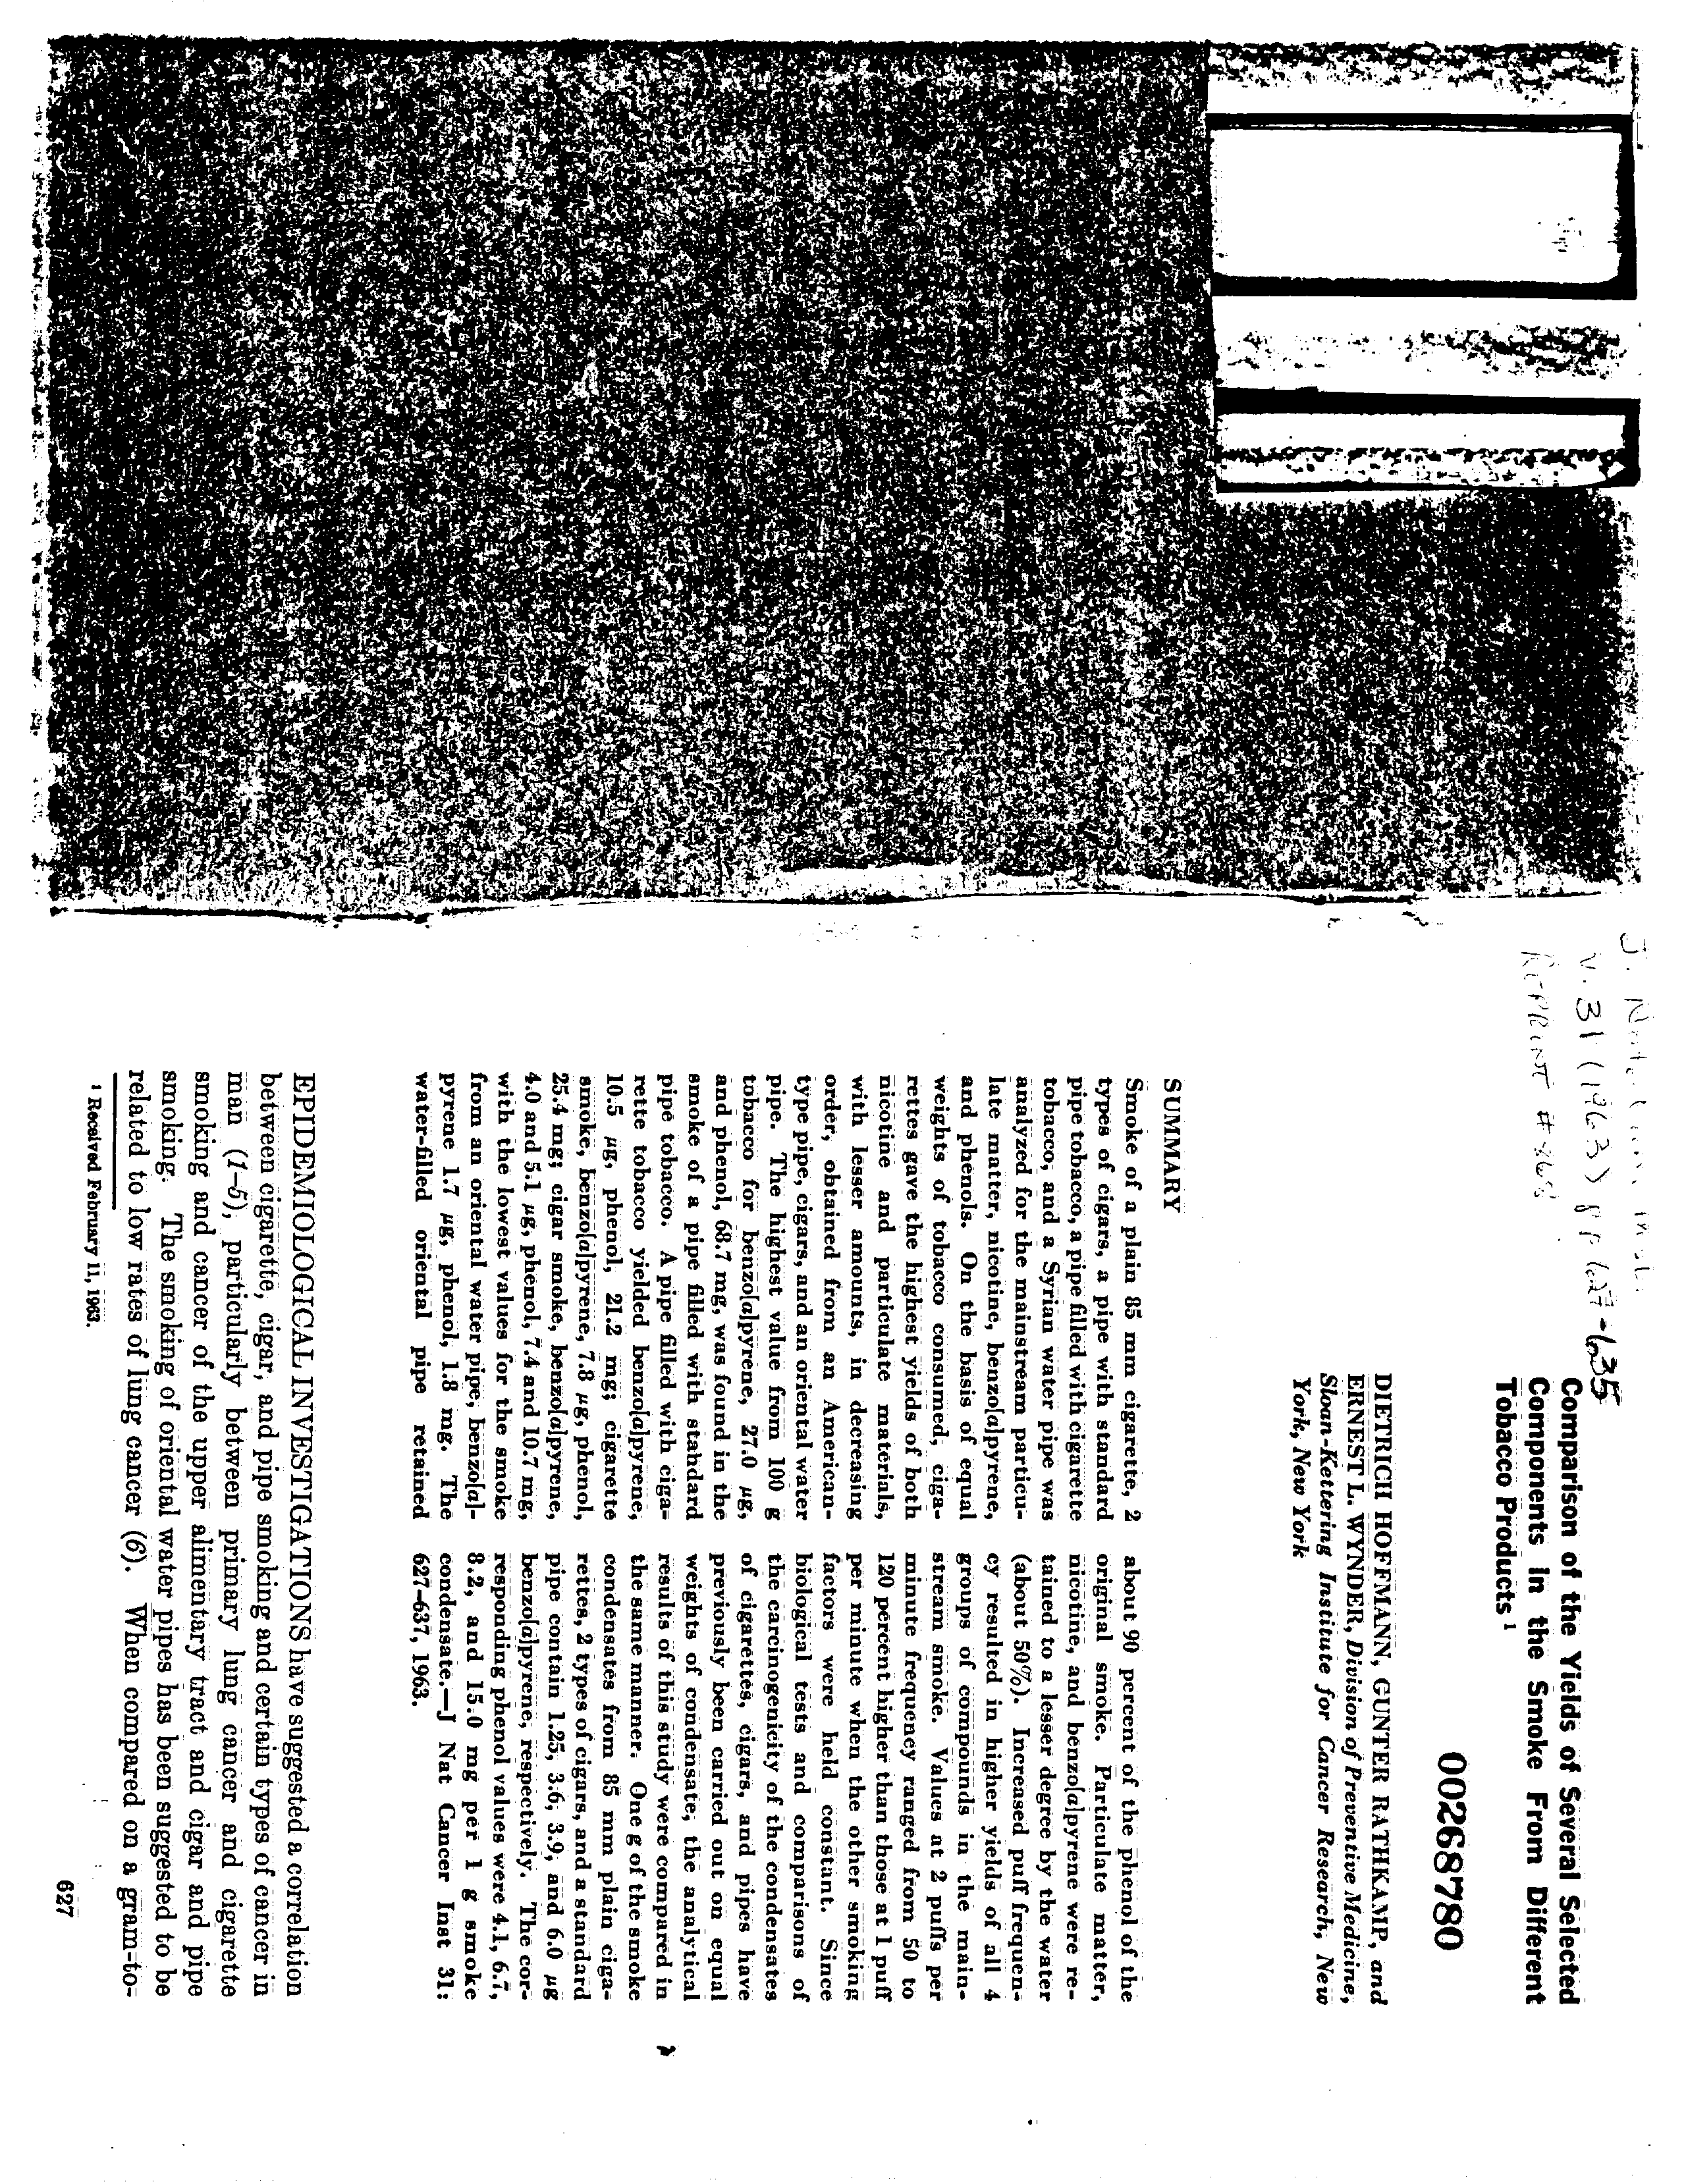 v. 31 (1963) pp 627-635
REPRINT #
Comparison of the Yields of Several Selected
Components in the Smoke From Different
Tobacco Products ¹
00268780
DIETRICH HOFFMANN, GUNTER RATHKAMP, and
ERNEST L. WYNDER, Division of Preventive Medicine,
Sloan-Kettering Institute for Cancer Research, New
York, New York
SUMMARY
Smoke of a plain 85 mm cigarette, 2
types of cigars, a pipe with standard
pipe tobacco, a pipe filled with cigarette
tobacco, and a Syrian water pipe was
analyzed for the mainstream particu-
late matter, nicotine, benzo[a]pyrene,
and phenols. On the basis of equal
weights of tobacco consumed, ciga-
rettes gave the highest yields of both
nicotine and particulate materials,
with lesser amounts, in decreasing
order, obtained from an American-
type pipe, cigars, and an oriental water
pipe. The highest value from 100 g
tobacco for benzo[a]pyrene, 27.0 µg,
and phenol, 68.7 mg, was found in the
smoke of a pipe filled with stahdard
pipe tobacco. A pipe filled with ciga-
rette tobacco yielded benzo[a]pyrene,
10.5 µg, phenol, 21.2 mg; cigarette
smoke, benzo[a]pyrene, 7.8 µg, phenol,
25.4 mg; cigar smoke, benzo[a]pyrene,
4.0 and 5.1 µg, phenol, 7.4 and 10.7 mg,
with the lowest values for the smoke
from an oriental water pipe, benzo[a]-
pyrene 1.7 µg, phenol, 1.8 mg. The
water-filled oriental pipe retained
about 90 percent of the phenol of the
original smoke. Particulate matter,
nicotine, and benzo[a]pyrene were re-
tained to a lesser degree by the water
(about 50%). Increased puff frequen-
cy resulted in higher yields of all 4
groups of compounds in the main-
stream smoke. Values at 2 puffs per
minute frequency ranged from 50 to
120 percent higher than those at 1 puff
per minute when the other smoking
factors were held constant. Since
biological tests and comparisons of
the carcinogenicity of the condensates
of cigarettes, cigars, and pipes have
previously been carried out on equal
weights of condensate, the analytical
results of this study were compared in
the same manner. One g of the smoke
condensates from 85 mm plain ciga-
rettes, 2 types of cigars, and a standard
pipe contain 1.25, 3.6, 3.9, and 6.0 µg
benzo[a]pyrene, respectively. The cor-
responding phenol values were 4.1, 6.7,
8.2, and 15.0 mg per 1 g smoke
condensate.—J Nat Cancer Inst 31:
627–637, 1963.
EPIDEMIOLOGICAL INVESTIGATIONS have suggested a correlation
between cigarette, cigar, and pipe smoking and certain types of cancer in
man (1-5), particularly between primary lung cancer and cigarette
smoking and cancer of the upper alimentary tract and cigar and pipe
smoking. The smoking of oriental water pipes has been suggested to be
related to low rates of lung cancer (6). When compared on a gram-to-
¹ Received February 11, 1963.
627